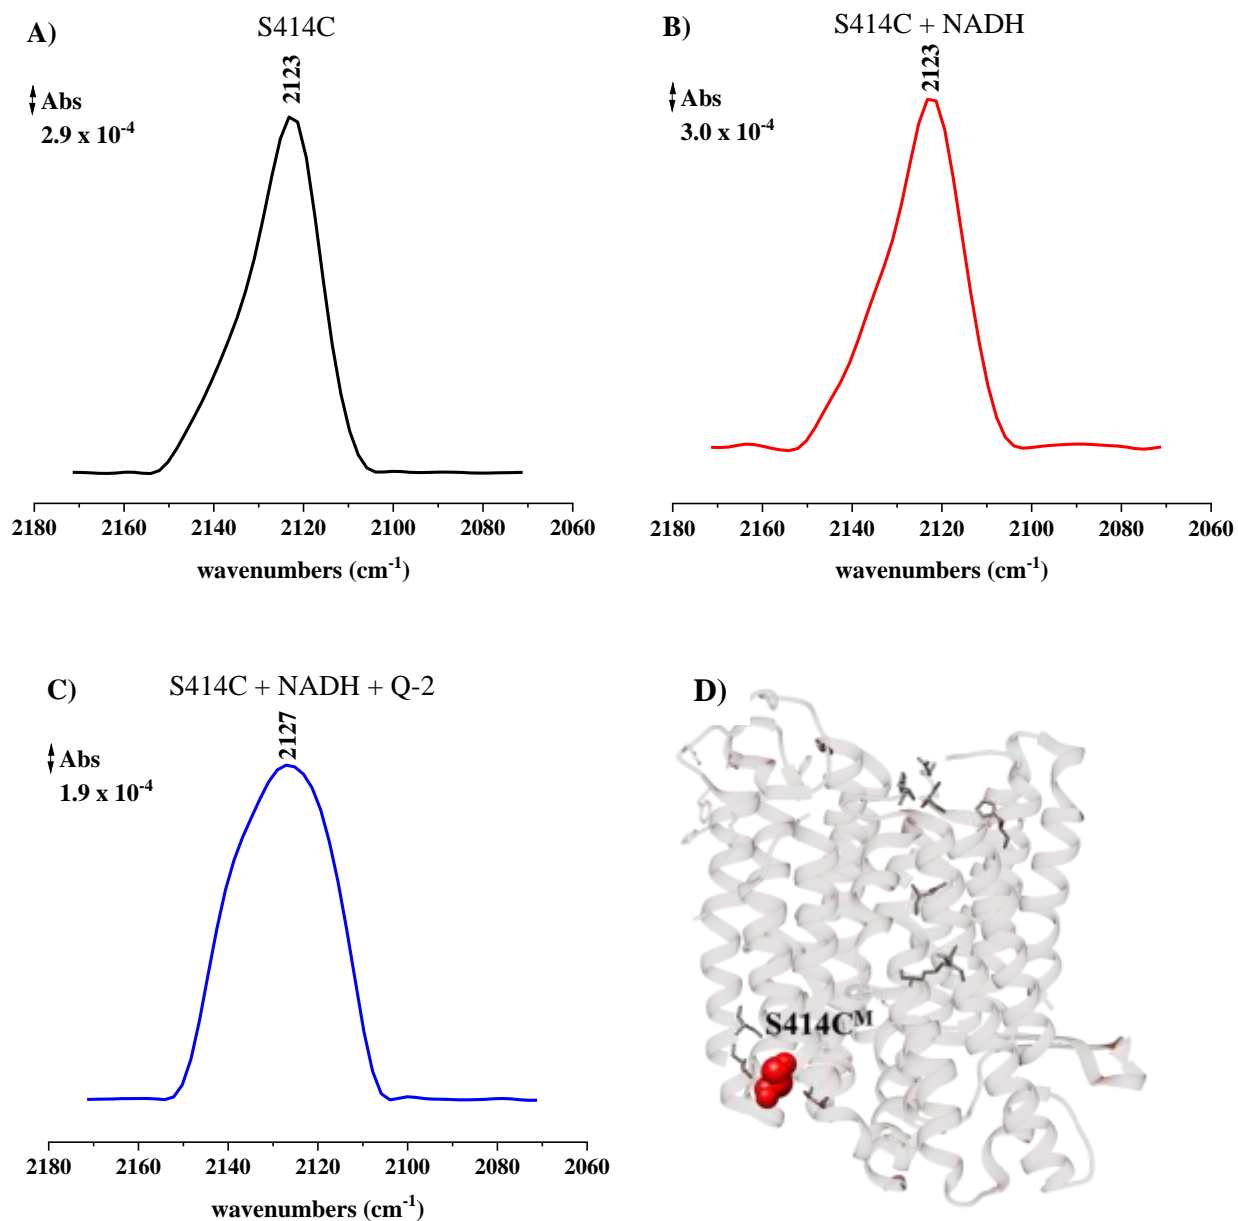 A)
S414C
2123
Abs
2.9 x 10⁻⁴
2180 2160 2140 2120 2100 2080 2060
wavenumbers (cm⁻¹)
B)
S414C + NADH
2123
Abs
3.0 x 10⁻⁴
2180 2160 2140 2120 2100 2080 2060
wavenumbers (cm⁻¹)
C)
S414C + NADH + Q-2
2127
Abs
1.9 x 10⁻⁴
2180 2160 2140 2120 2100 2080 2060
wavenumbers (cm⁻¹)
D)
S414Cᴹ